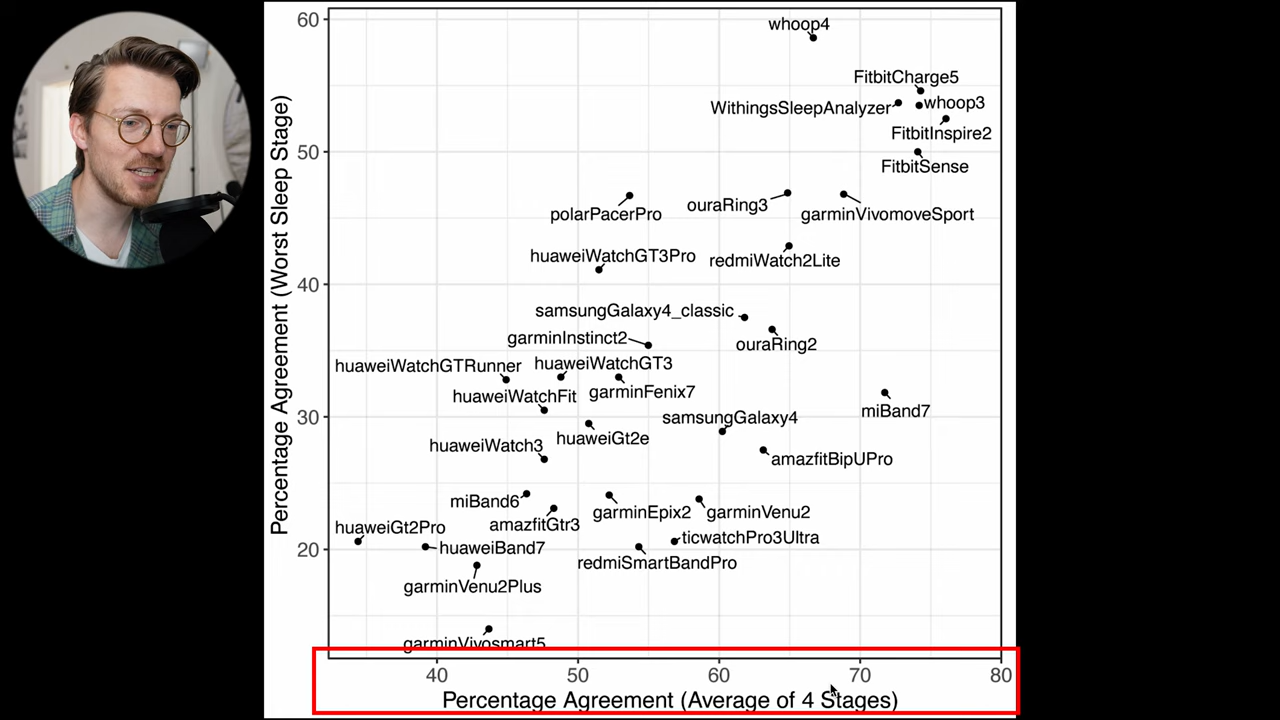 60
whoop4
FitbitCharge5
WithingsSleepAnalyzer
whoop3
FitbitInspire2
50
FitbitSense
polarPacerPro
ouraRing3
garminVivomoveSport
huaweiWatchGT3Pro
redmiWatch2Lite
40
samsungGalaxy4_classic
garminInstinct2
ouraRing2
huaweiWatchGTRunner
huaweiWatchGT3
huaweiWatchFit
garminFenix7
miBand7
30
samsungGalaxy4
huaweiGt2e
huaweiWatch3
amazfitBipUPro
miBand6
garminEpix2
garminVenu2
amazfitGtr3
huaweiGt2Pro
ticwatchPro3Ultra
20
huaweiBand7
redmiSmartBandPro
garminVenu2Plus
garminVivosmart5
Percentage Agreement (Worst Sleep Stage)
40 50 60 70 80
Percentage Agreement (Average of 4 Stages)